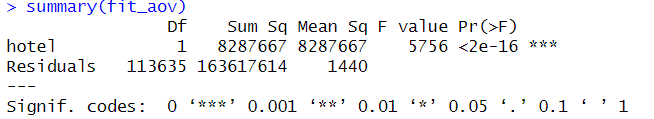 > summary(fit_aov)
                Df    Sum Sq Mean Sq F value Pr(>F)
hotel            1   8287667 8287667    5756 <2e-16 ***
Residuals   113635 163617614    1440
---
Signif. codes:  0 ‘***’ 0.001 ‘**’ 0.01 ‘*’ 0.05 ‘.’ 0.1 ‘ ’ 1